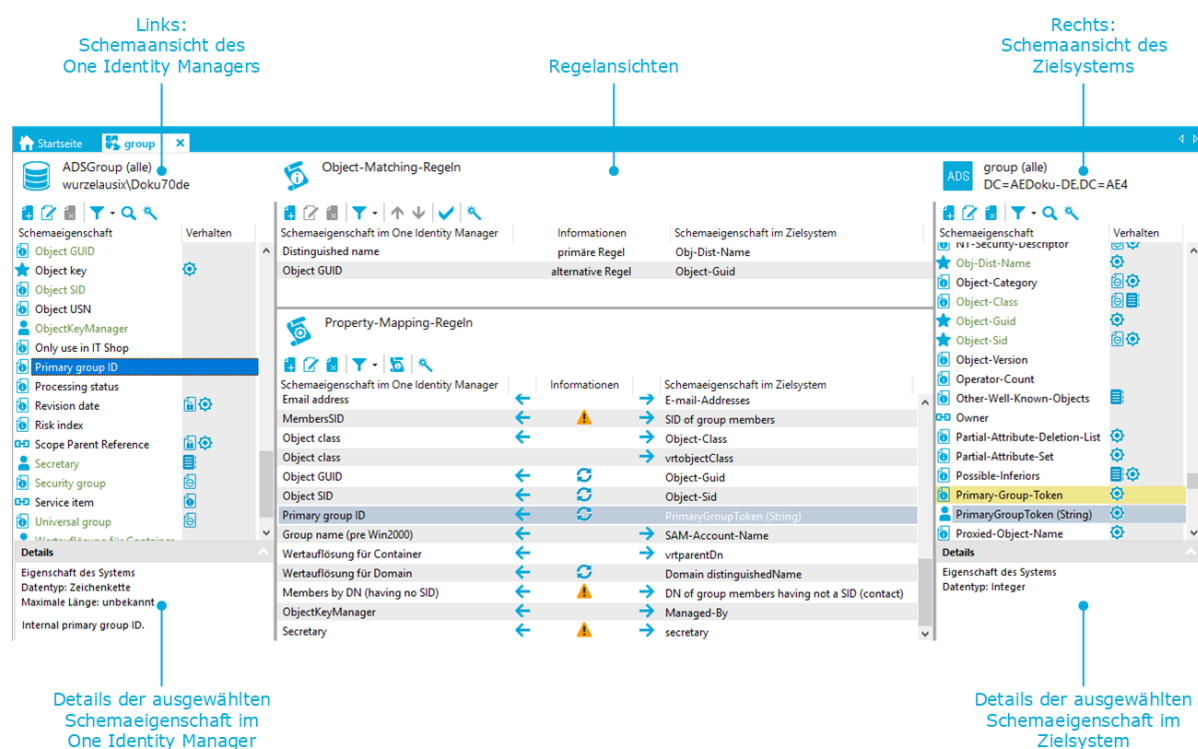 Links:
Schemaansicht des
One Identity Managers
Regelansichten
Rechts:
Schemaansicht des
Zielsystems
Startseite
group
ADSGroup (alle)
wurzelausix\Doku70de
Schemaeigenschaft Verhalten
Object GUID
Object key
Object SID
Object USN
ObjectKeyManager
Only use in IT Shop
Primary group ID
Processing status
Revision date
Risk index
Scope Parent Reference
Secretary
Security group
Service item
Universal group
Wertauflösung für Container
Details
Eigenschaft des Systems
Datentyp: Zeichenkette
Maximale Länge: unbekannt
Internal primary group ID.
Object-Matching-Regeln
Schemaeigenschaft im One Identity Manager Informationen Schemaeigenschaft im Zielsystem
Distinguished name primäre Regel Obj-Dist-Name
Object GUID alternative Regel Object-Guid
Property-Mapping-Regeln
Schemaeigenschaft im One Identity Manager Informationen Schemaeigenschaft im Zielsystem
Email address E-mail-Addresses
MembersSID SID of group members
Object class Object-Class
Object class vrtobjectClass
Object GUID Object-Guid
Object SID Object-Sid
Primary group ID PrimaryGroupToken (String)
Group name (pre Win2000) SAM-Account-Name
Wertauflösung für Container vrtparentDn
Wertauflösung für Domain Domain distinguishedName
Members by DN (having no SID) DN of group members having not a SID (contact)
ObjectKeyManager Managed-By
Secretary secretary
ADS
group (alle)
DC=AEDoku-DE,DC=AE4
Schemaeigenschaft Verhalten
NT-Security-Descriptor
Obj-Dist-Name
Object-Category
Object-Class
Object-Guid
Object-Sid
Object-Version
Operator-Count
Other-Well-Known-Objects
Owner
Partial-Attribute-Deletion-List
Partial-Attribute-Set
Possible-Inferiors
Primary-Group-Token
PrimaryGroupToken (String)
Proxied-Object-Name
Details
Eigenschaft des Systems
Datentyp: Integer
Details der ausgewählten
Schemaeigenschaft im
One Identity Manager
Details der ausgewählten
Schemaeigenschaft im
Zielsystem